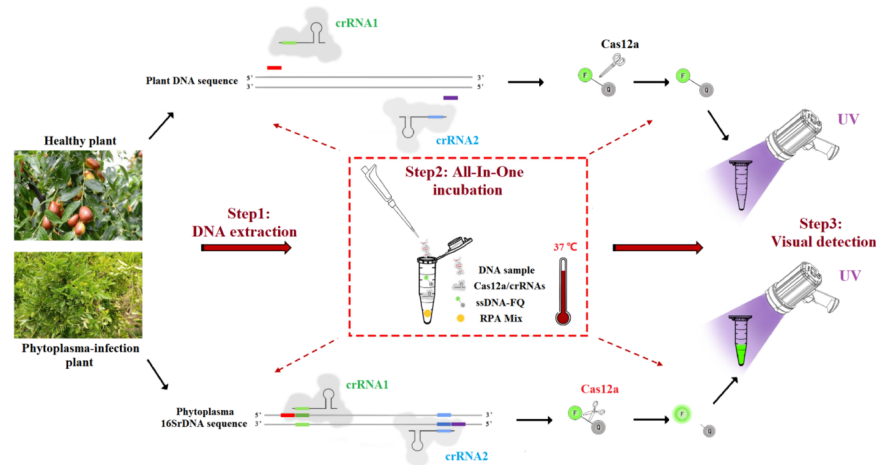 crRNA1
Plant DNA sequence
5'
3'
3'
5'
crRNA2
Cas12a
F
Q
F
Q
UV
Healthy plant
Step1:
DNA extraction
Step2: All-In-One
incubation
37 ℃
DNA sample
Cas12a/crRNAs
ssDNA-FQ
RPA Mix
Step3:
Visual detection
UV
Phytoplasma-infection
plant
Phytoplasma
16SrDNA sequence
5'
3'
3'
5'
crRNA1
crRNA2
Cas12a
F
Q
F
Q